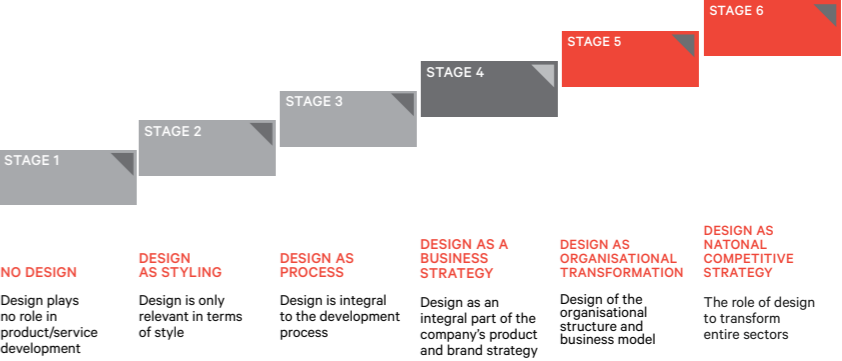 STAGE 1
STAGE 2
STAGE 3
STAGE 4
STAGE 5
STAGE 6
NO DESIGN
Design plays
no role in
product/service
development
DESIGN
AS STYLING
Design is only
relevant in terms
of style
DESIGN AS
PROCESS
Design is integral
to the development
process
DESIGN AS A
BUSINESS
STRATEGY
Design as an
integral part of the
company's product
and brand strategy
DESIGN AS
ORGANISATIONAL
TRANSFORMATION
Design of the
organisational
structure and
business model
DESIGN AS
NATONAL
COMPETITIVE
STRATEGY
The role of design
to transform
entire sectors